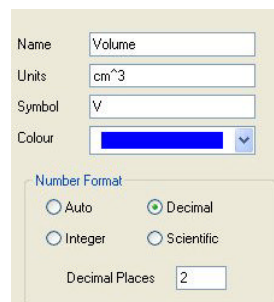 Name Volume
Units cm^3
Symbol V
Colour
Number Format
Auto Decimal
Integer Scientific
Decimal Places 2